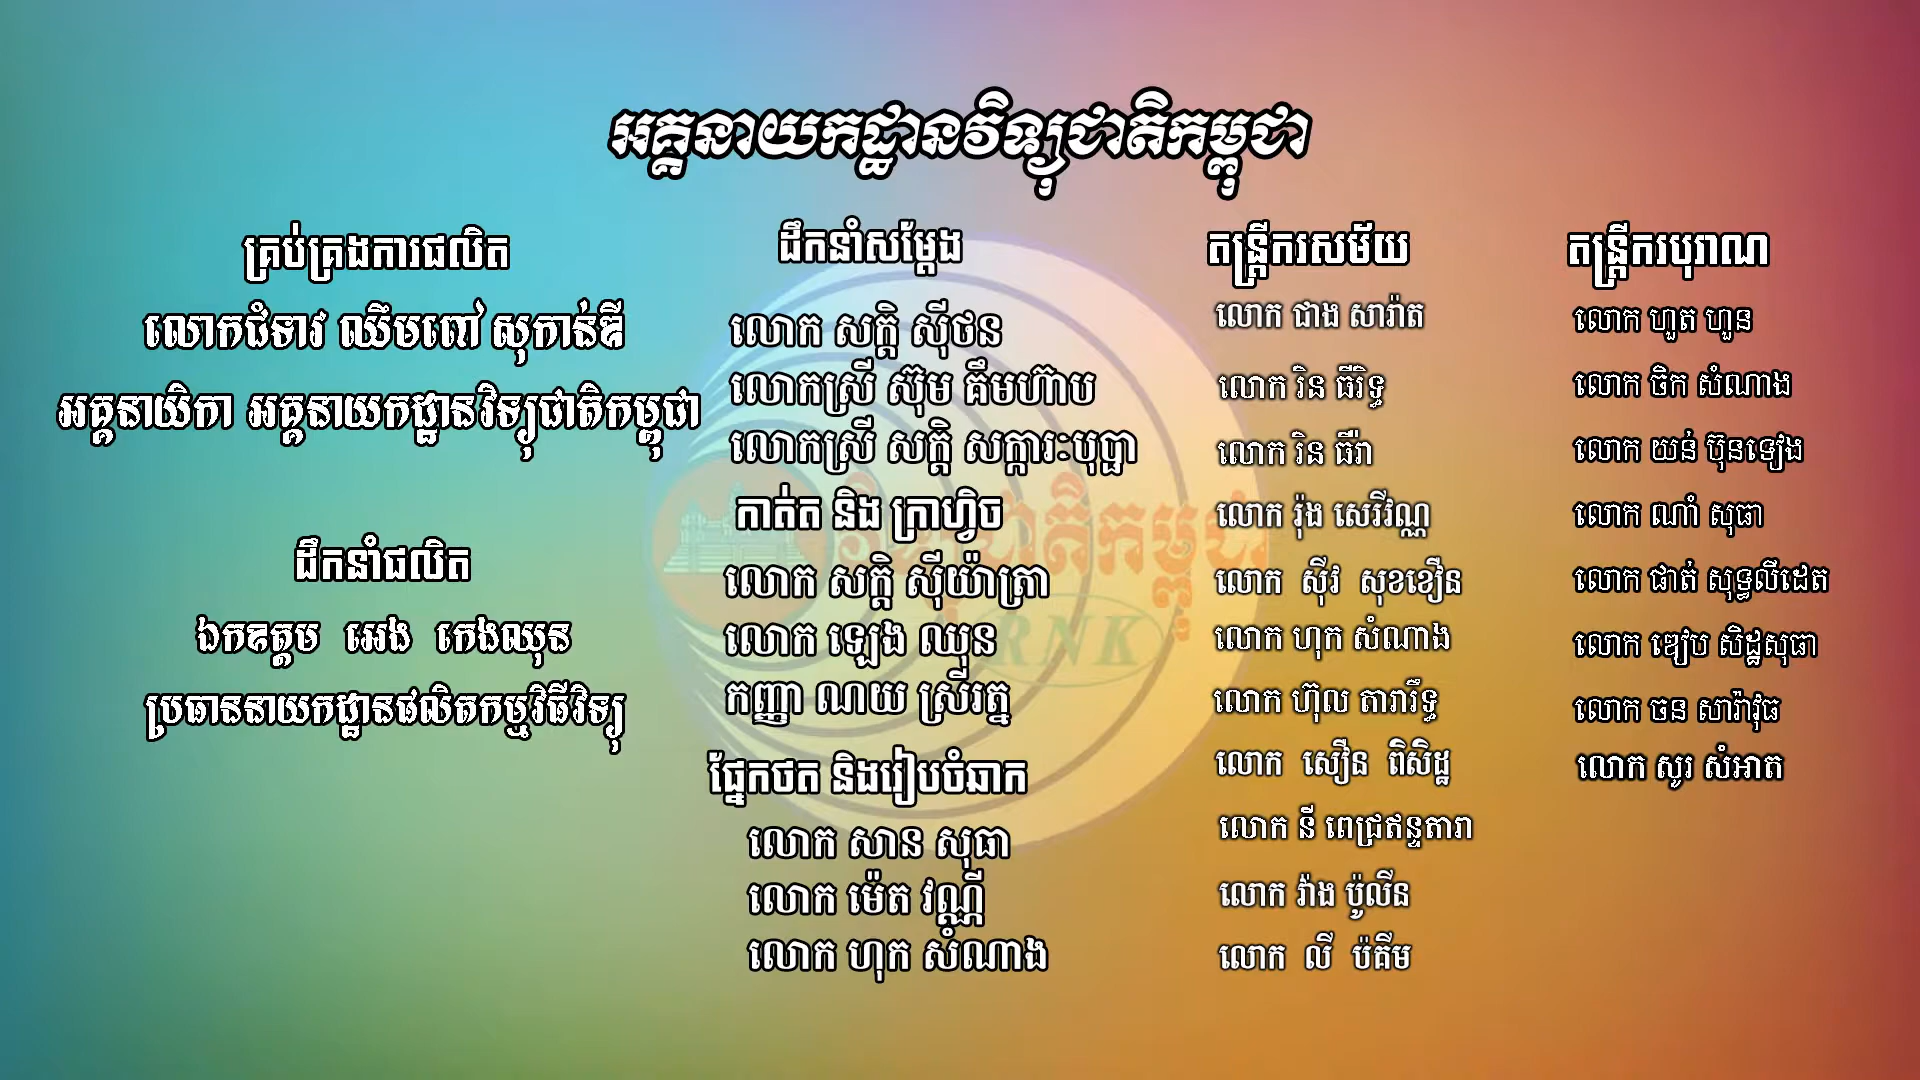 អគ្គនាយកដ្ឋានវិទ្យុជាតិកម្ពុជា
គ្រប់គ្រងការផលិត
លោកជំទាវ ឈឹមពៅ សុកាន់ឌី
អគ្គនាយិកា អគ្គនាយកដ្ឋានវិទ្យុជាតិកម្ពុជា
ដឹកនាំផលិត
ឯកឧត្តម អេង កេងឈុន
ប្រធាននាយកដ្ឋានផលិតកម្មវិធីវិទ្យុ
ដឹកនាំសម្តែង
លោក សក្តិ ស៊ីថន
លោកស្រី ស៊ុម គឹមហ៊ាប
លោកស្រី សក្តិ សក្ការៈបុប្ផា
កាត់ត និង ក្រាហ្វិច
លោក សក្តិ ស៊ីយ៉ាត្រា
លោក ឡេង ឈុន
កញ្ញា ណយ ស្រីរត្ន
ផ្នែកថត និងរៀបចំឆាក
លោក សាន សុធា
លោក ម៉េត វណ្ណី
លោក ហុក សំណាង
តន្ត្រីករសម័យ
លោក ជាង សារ៉ាត
លោក រិន ធីរិទ្ធ
លោក រិន ធីរ៉ា
លោក រ៉ុង សេរីវណ្ណ
លោក ស៊ីវ សុខខឿន
លោក ហុក សំណាង
លោក ហ៊ុល តារារឹទ្ធ
លោក សឿន ពិសិដ្ឋ
លោក នី ពេជ្រឥន្ទតារា
លោក វ៉ាង ប៉ូលីន
លោក លី ប៉គីម
តន្ត្រីករបុរាណ
លោក ហួត ហួន
លោក ចិក សំណាង
លោក យន់ ប៊ុនទៀង
លោក ណាំ សុធា
លោក ផាត់ សុទ្ធលីដេត
លោក ឌៀប សិដ្ឋសុធា
លោក ចន សារ៉ាវុធ
លោក សូរ សំអាត
វិទ្យុជាតិកម្ពុជា
RNK